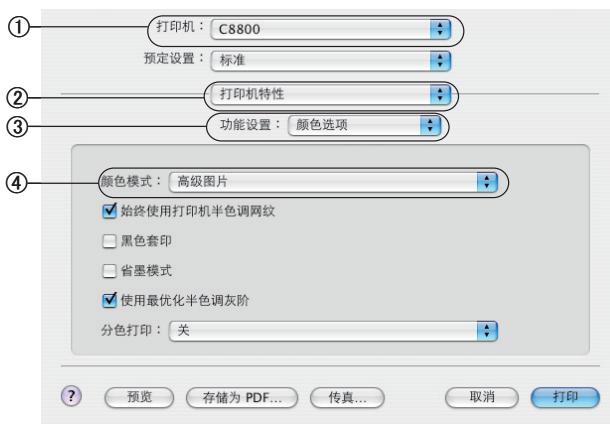 ① 打印机： C8800
预定设置： 标准
② 打印机特性
③ 功能设置： 颜色选项
④ 颜色模式： 高级图片
始终使用打印机半色调网纹
黑色套印
省墨模式
使用最优化半色调灰阶
分色打印： 关
? 预览 存储为 PDF... 传真... 取消 打印